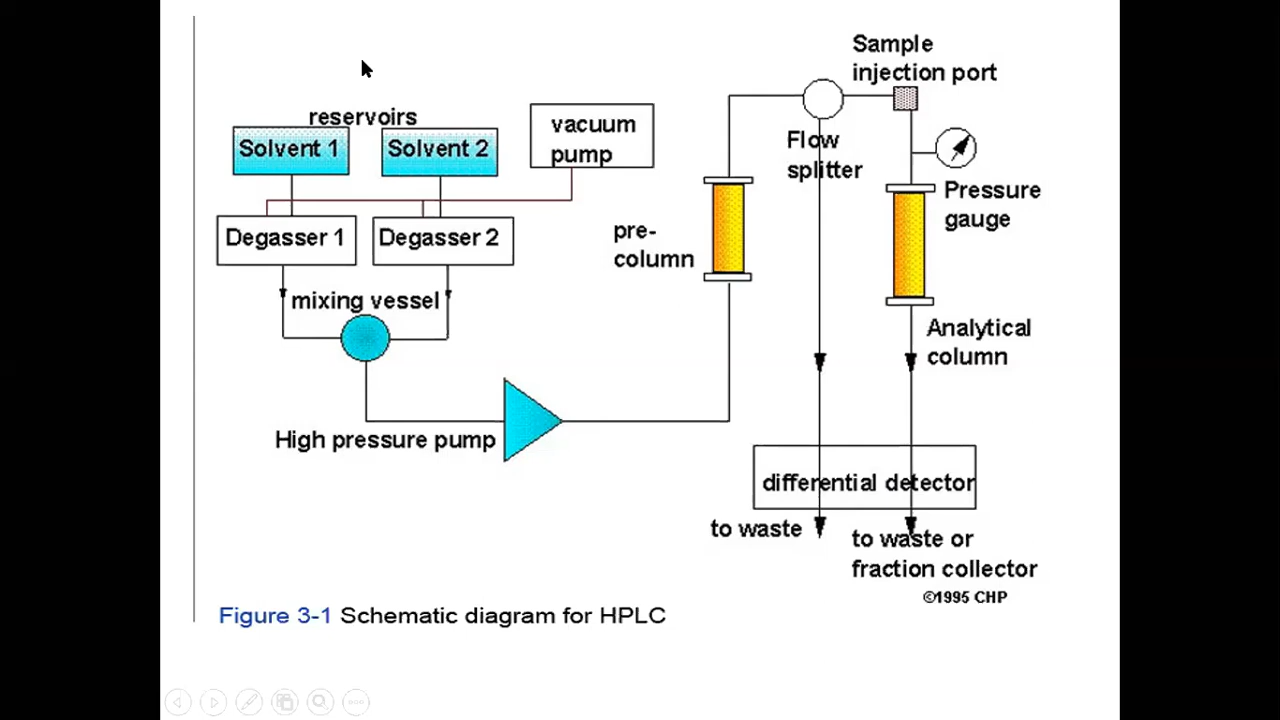 Sample
injection port
reservoirs
Solvent 1
Solvent 2
vacuum
pump
Flow
splitter
Pressure
gauge
Degasser 1
Degasser 2
pre-
column
mixing vessel
Analytical
column
High pressure pump
differential detector
to waste
to waste or
fraction collector
©1995 CHP
Figure 3-1 Schematic diagram for HPLC